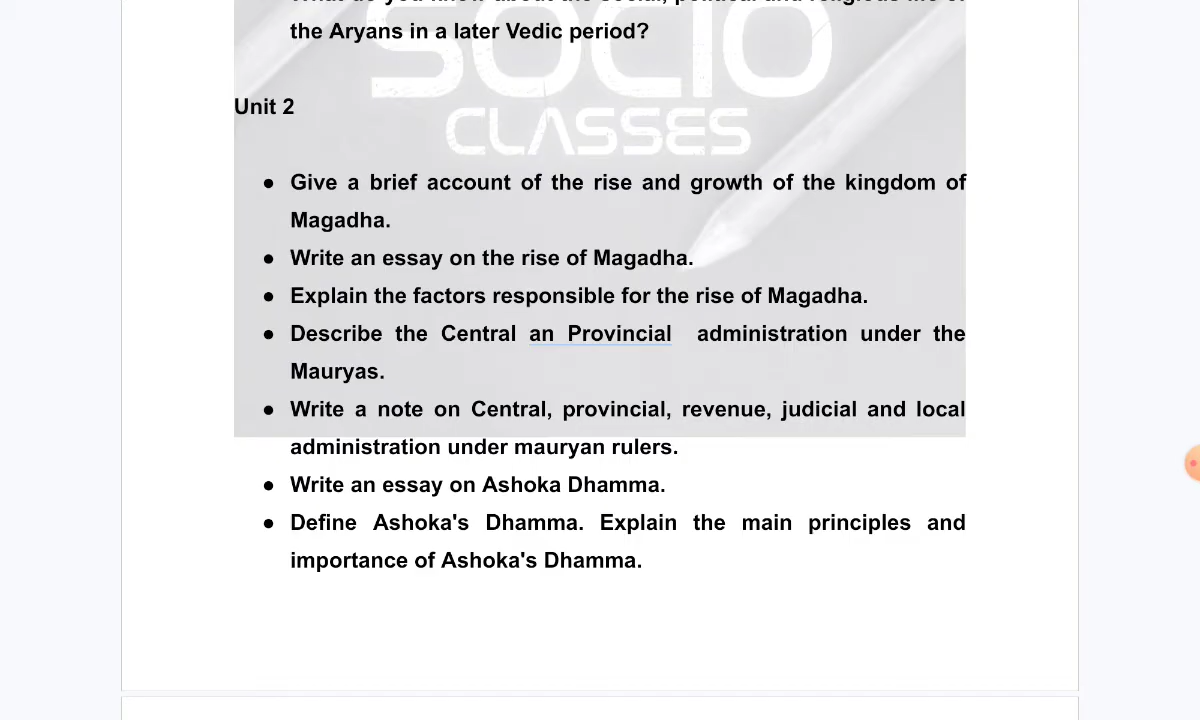 the Aryans in a later Vedic period?
SOCIO
CLASSES
Unit 2
● Give a brief account of the rise and growth of the kingdom of
Magadha.
● Write an essay on the rise of Magadha.
● Explain the factors responsible for the rise of Magadha.
● Describe the Central an Provincial administration under the
Mauryas.
● Write a note on Central, provincial, revenue, judicial and local
administration under mauryan rulers.
● Write an essay on Ashoka Dhamma.
● Define Ashoka's Dhamma. Explain the main principles and
importance of Ashoka's Dhamma.